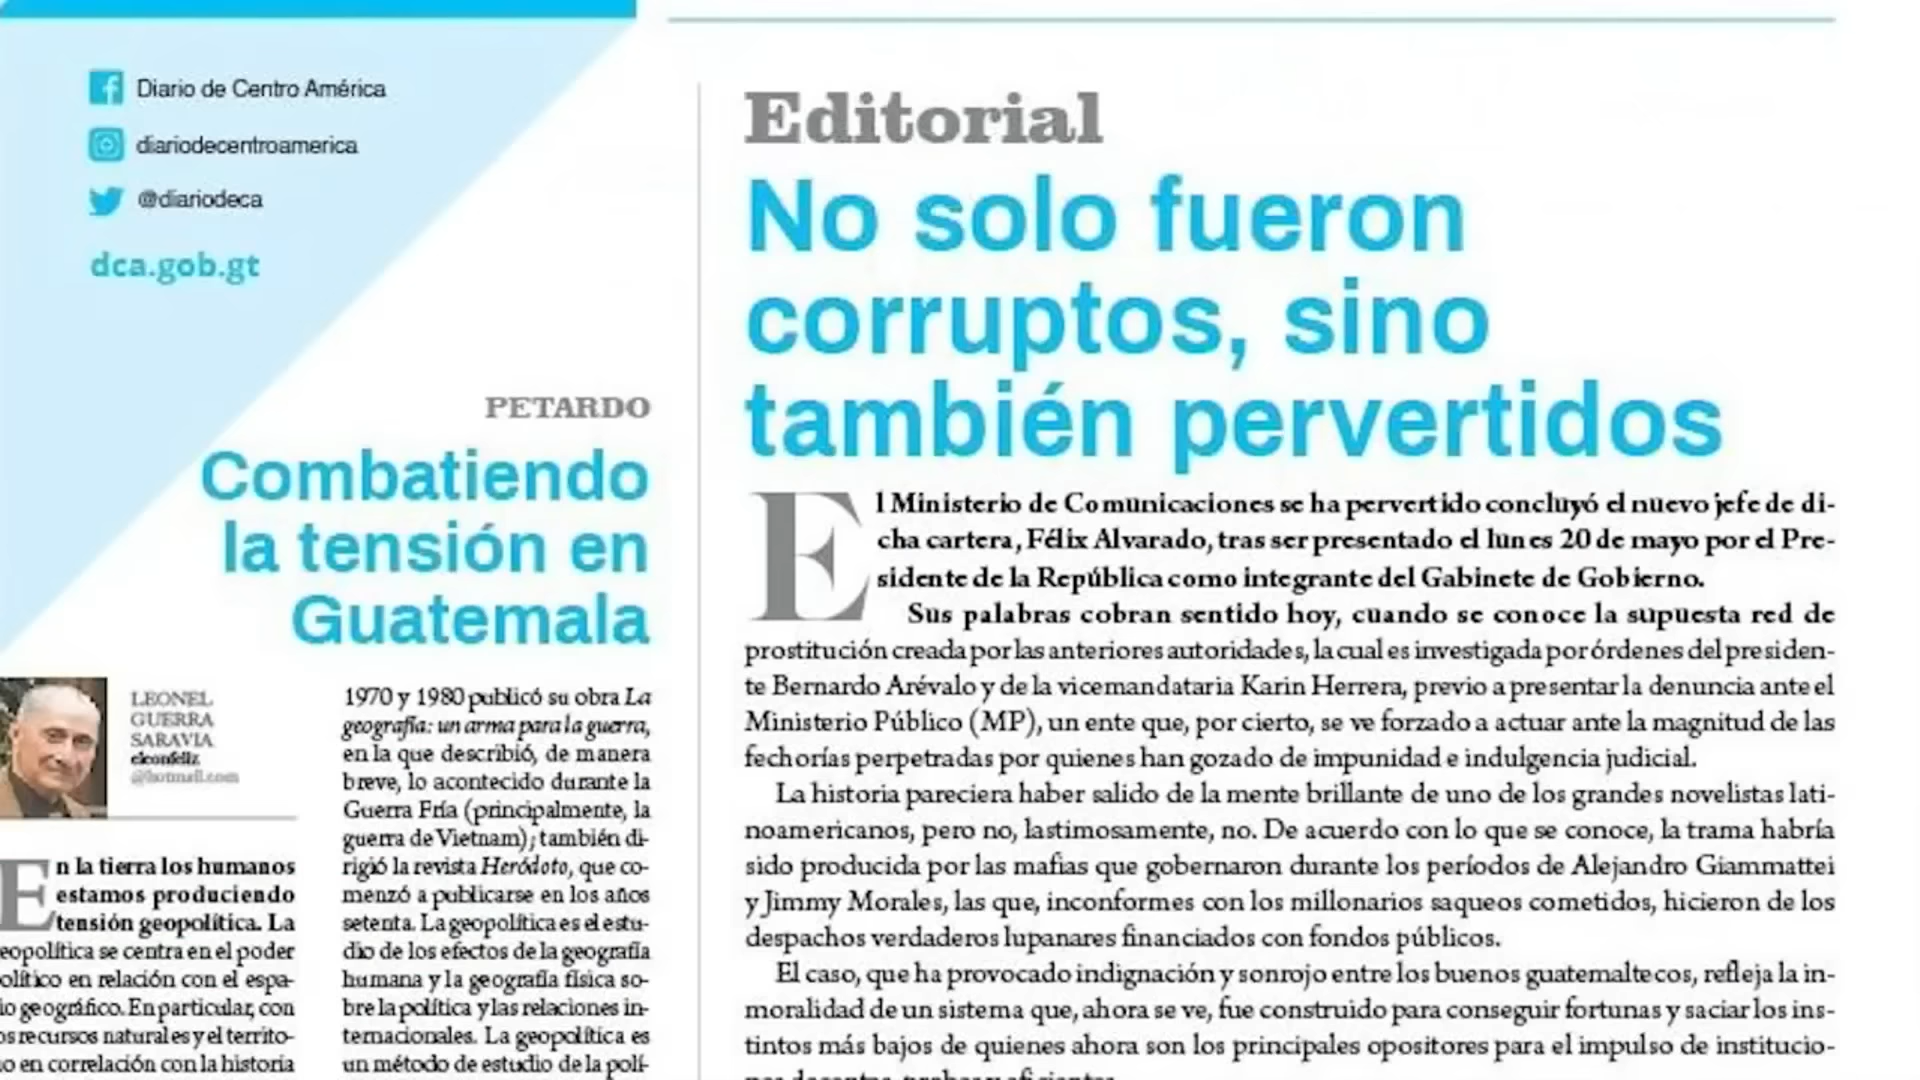 Diario de Centro América
diariodecentroamerica
@diariodeca
dca.gob.gt
PETARDO
Combatiendo
la tensión en
Guatemala
LEONEL
GUERRA
SARAVIA
eleonfeliz
@hotmail.com
En la tierra los humanos
estamos produciendo
tensión geopolítica. La
eopolítica se centra en el poder
olítico en relación con el espa-
io geográfico. En particular, con
os recursos naturales y el territo-
o en correlación con la historia
1970 y 1980 publicó su obra La
geografía: un arma para la guerra,
en la que describió, de manera
breve, lo acontecido durante la
Guerra Fría (principalmente, la
guerra de Vietnam); también di-
rigió la revista Heródoto, que co-
menzó a publicarse en los años
setenta. La geopolítica es el estu-
dio de los efectos de la geografía
humana y la geografía física so-
bre la política y las relaciones in-
ternacionales. La geopolítica es
un método de estudio de la polí-
Editorial
No solo fueron
corruptos, sino
también pervertidos
El Ministerio de Comunicaciones se ha pervertido concluyó el nuevo jefe de di-
cha cartera, Félix Alvarado, tras ser presentado el lunes 20 de mayo por el Pre-
sidente de la República como integrante del Gabinete de Gobierno.
Sus palabras cobran sentido hoy, cuando se conoce la supuesta red de
prostitución creada por las anteriores autoridades, la cual es investigada por órdenes del presiden-
te Bernardo Arévalo y de la vicemandataria Karin Herrera, previo a presentar la denuncia ante el
Ministerio Público (MP), un ente que, por cierto, se ve forzado a actuar ante la magnitud de las
fechorías perpetradas por quienes han gozado de impunidad e indulgencia judicial.
La historia pareciera haber salido de la mente brillante de uno de los grandes novelistas lati-
noamericanos, pero no, lastimosamente, no. De acuerdo con lo que se conoce, la trama habría
sido producida por las mafias que gobernaron durante los períodos de Alejandro Giammattei
y Jimmy Morales, las que, inconformes con los millonarios saqueos cometidos, hicieron de los
despachos verdaderos lupanares financiados con fondos públicos.
El caso, que ha provocado indignación y sonrojo entre los buenos guatemaltecos, refleja la in-
moralidad de un sistema que, ahora se ve, fue construido para conseguir fortunas y saciar los ins-
tintos más bajos de quienes ahora son los principales opositores para el impulso de institucio-